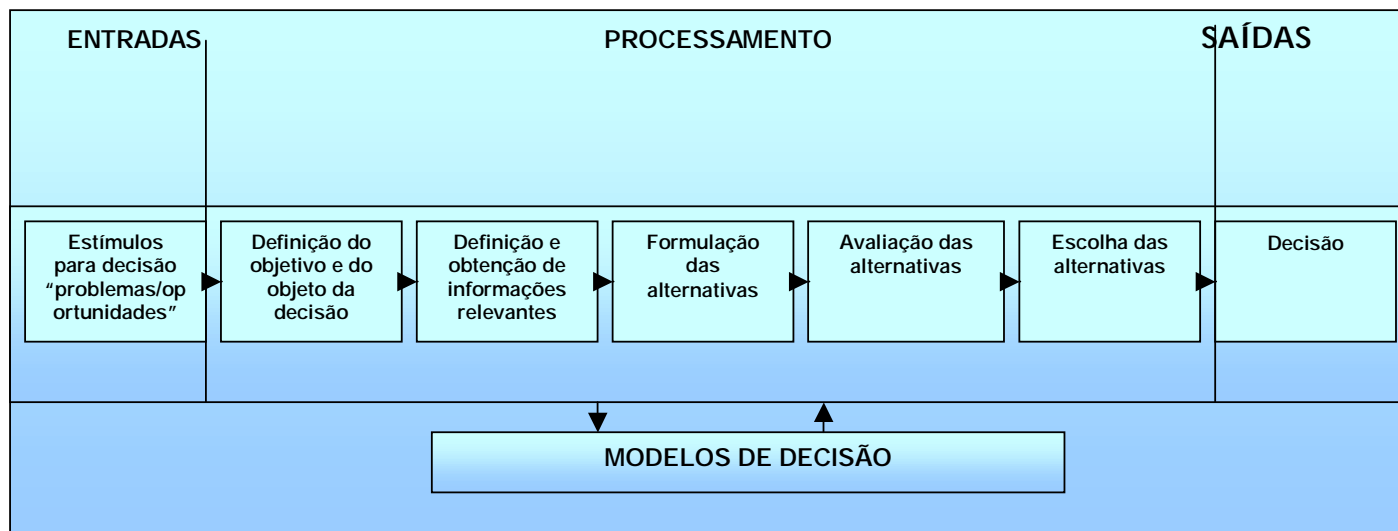 ENTRADAS
PROCESSAMENTO
SAÍDAS
Estímulos
para decisão
“problemas/op
ortunidades”
Definição do
objetivo e do
objeto da
decisão
Definição e
obtenção de
informações
relevantes
Formulação
das
alternativas
Avaliação das
alternativas
Escolha das
alternativas
Decisão
MODELOS DE DECISÃO